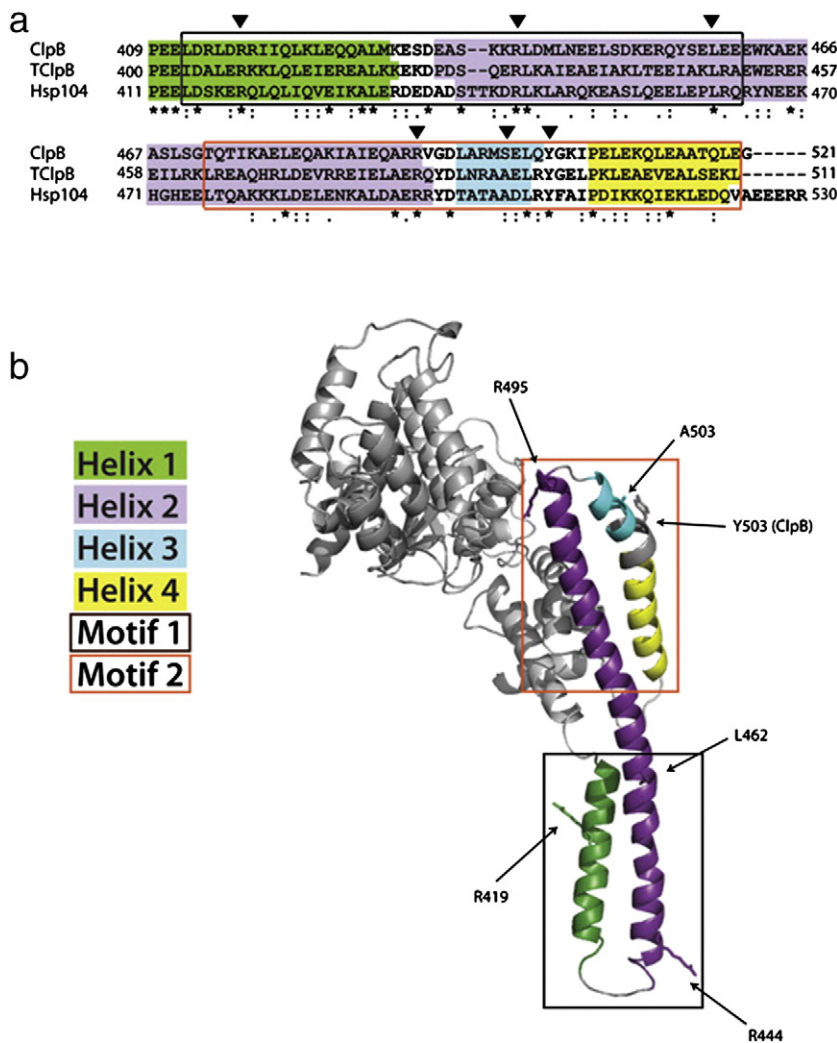 a
ClpB 409 PEELDRLDRRIIQLKLEQQALMKESDEAS--KKRLDMLNEELSDKERQYSELEEEWKAEK 466
TClpB 400 PEEIDALERKKLQLEIEREALKKEKDPDS--QERLKAIEAEIAKLTEEIAKLRAEWERER 457
Hsp104 411 PEELDSKERQLQLIQVEIKALERDEDADSTTKDRLKLARQKEASLQEELEPLRQRYNEEK 470
ClpB 467 ASLSGTQTIKAELEQAKIAIEQARRVGDLARMSELQYGKIPELEKQLEAATQLEG----- 521
TClpB 458 EILRKLREAQHRLDEVRREIELAERQYDLNRAAELRYGELPKLEAEVEALSEKL 511
Hsp104 471 HGHEELTQAKKKLDELENKALDAERRYDTATAADLRYFAIPDIKKQIEKLEDQVAEEERR 530
b
R495
A503
Helix 1
Helix 2
Y503 (ClpB)
Helix 3
Helix 4
Motif 1
Motif 2
L462
R419
R444